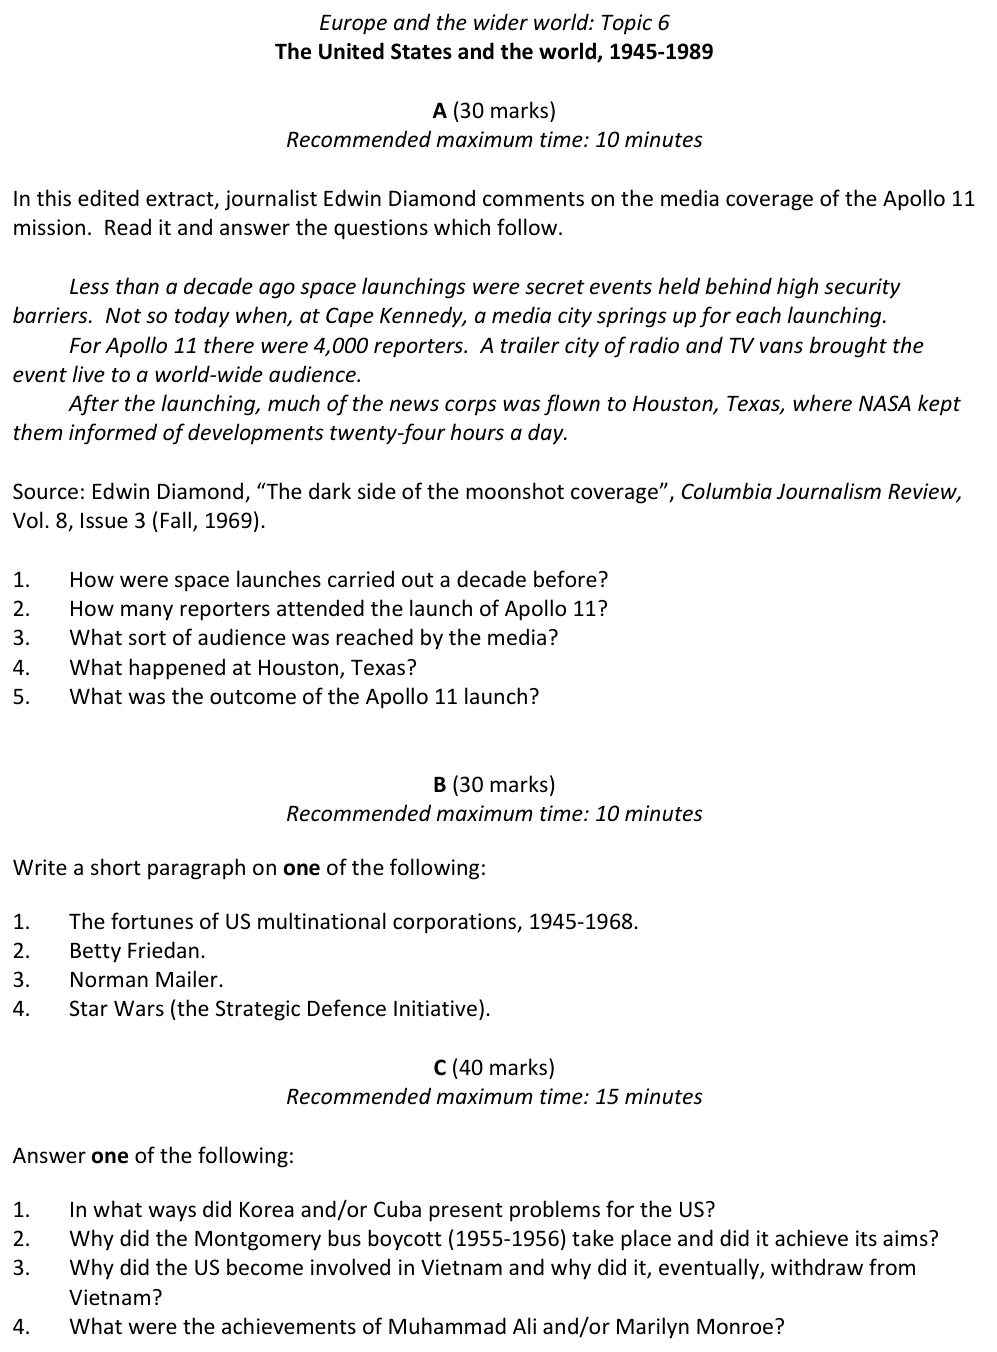 Europe and the wider world: Topic 6
The United States and the world, 1945-1989
A (30 marks)
Recommended maximum time: 10 minutes
In this edited extract, journalist Edwin Diamond comments on the media coverage of the Apollo 11
mission.  Read it and answer the questions which follow.
Less than a decade ago space launchings were secret events held behind high security
barriers.  Not so today when, at Cape Kennedy, a media city springs up for each launching.
For Apollo 11 there were 4,000 reporters.  A trailer city of radio and TV vans brought the
event live to a world-wide audience.
After the launching, much of the news corps was flown to Houston, Texas, where NASA kept
them informed of developments twenty-four hours a day.
Source: Edwin Diamond, “The dark side of the moonshot coverage”, Columbia Journalism Review,
Vol. 8, Issue 3 (Fall, 1969).
1. How were space launches carried out a decade before?
2. How many reporters attended the launch of Apollo 11?
3. What sort of audience was reached by the media?
4. What happened at Houston, Texas?
5. What was the outcome of the Apollo 11 launch?
B (30 marks)
Recommended maximum time: 10 minutes
Write a short paragraph on one of the following:
1. The fortunes of US multinational corporations, 1945-1968.
2. Betty Friedan.
3. Norman Mailer.
4. Star Wars (the Strategic Defence Initiative).
C (40 marks)
Recommended maximum time: 15 minutes
Answer one of the following:
1. In what ways did Korea and/or Cuba present problems for the US?
2. Why did the Montgomery bus boycott (1955-1956) take place and did it achieve its aims?
3. Why did the US become involved in Vietnam and why did it, eventually, withdraw from
Vietnam?
4. What were the achievements of Muhammad Ali and/or Marilyn Monroe?